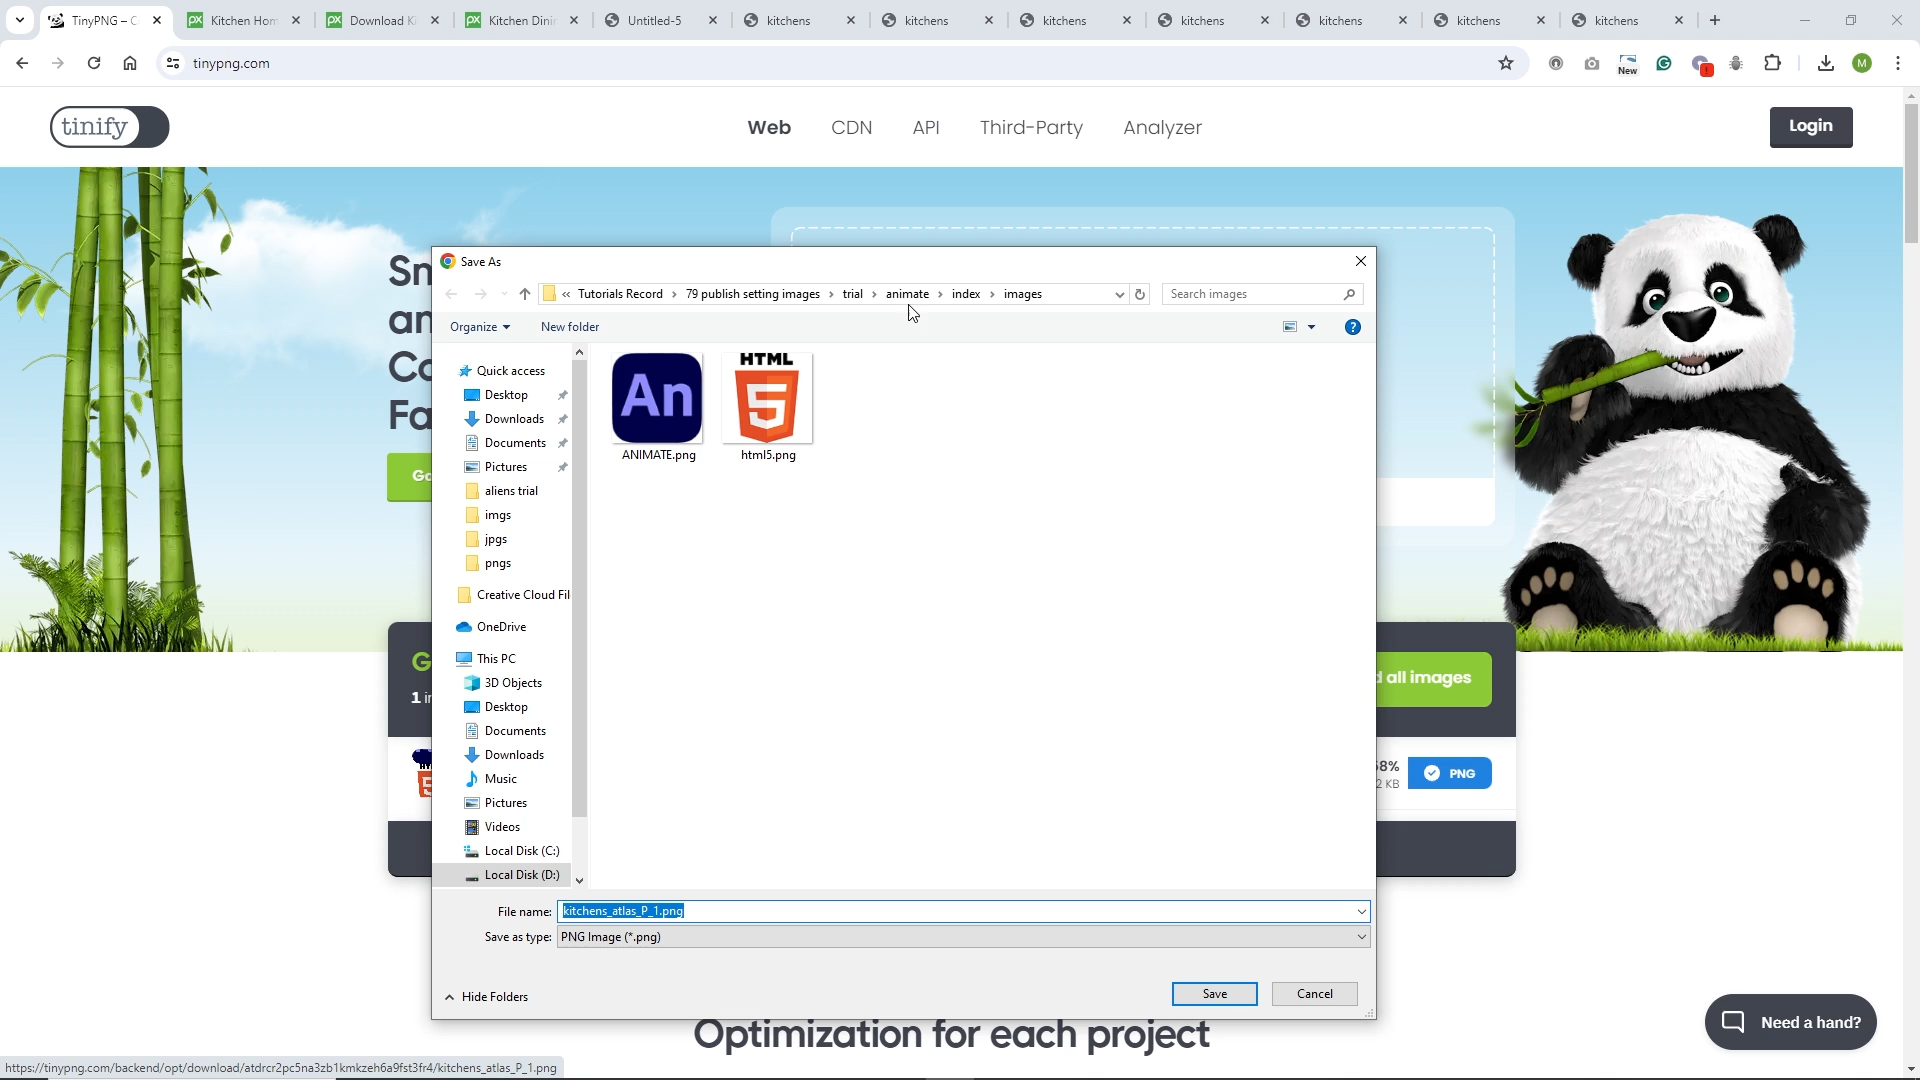 TinyPNG – C
Kitchen Hom
Download Ki
Kitchen Dini
Untitled-5
kitchens
kitchens
kitchens
kitchens
kitchens
kitchens
kitchens
tinypng.com
New
M
tinify
Web
CDN
API
Third-Party
Analyzer
Login
Sm
an
Co
Fa
Save As
« Tutorials Record › 79 publish setting images › trial › animate › index › images
Search images
Organize
New folder
Quick access
Desktop
Downloads
Documents
Pictures
aliens trial
imgs
jpgs
pngs
Creative Cloud Fil
OneDrive
This PC
3D Objects
Desktop
Documents
Downloads
Music
Pictures
Videos
Local Disk (C:)
Local Disk (D:)
An
ANIMATE.png
HTML
5
html5.png
1 i
d all images
PNG
File name: kitchens_atlas_P_1.png
Save as type: PNG Image (*.png)
Hide Folders
Save
Cancel
Optimization for each project
Need a hand?
https://tinypng.com/backend/opt/download/atdrcr2pc5na3zb1kmkzeh6a9fst3fr4/kitchens_atlas_P_1.png